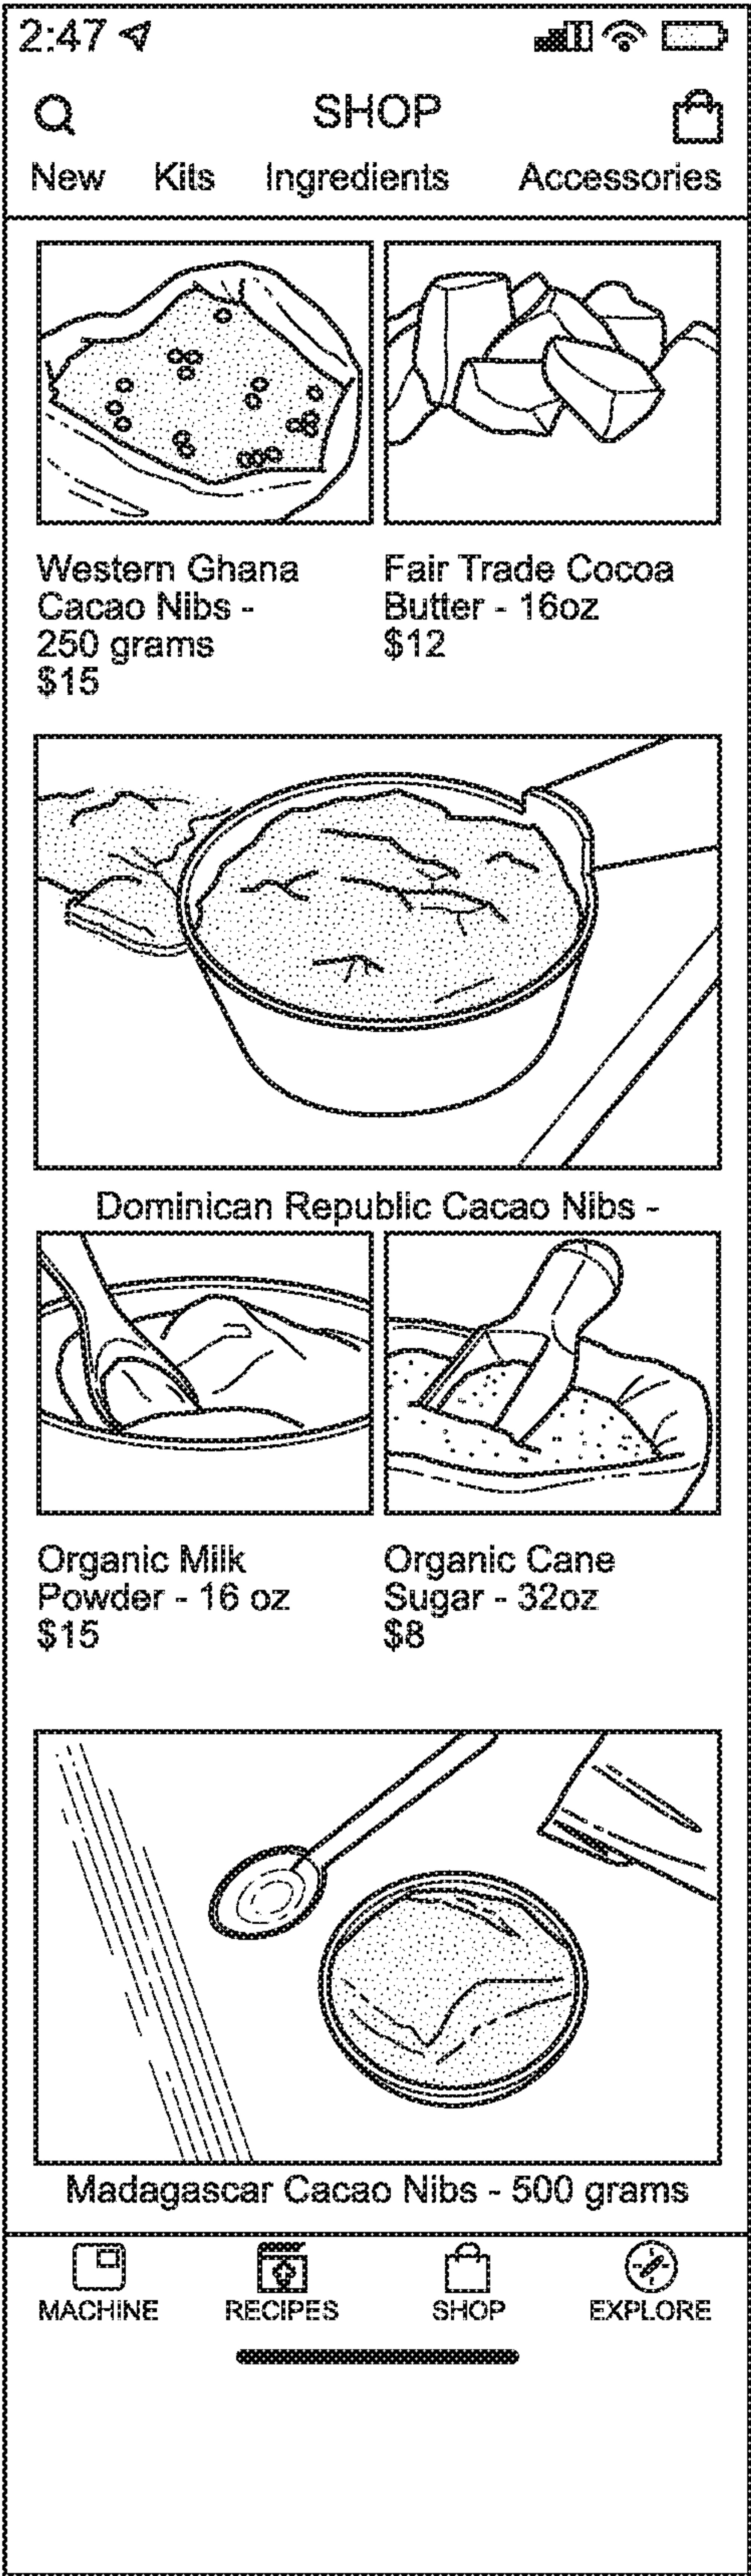 2:47
SHOP
New Kits Ingredients Accessories
Western Ghana
Cacao Nibs -
250 grams
$15
Fair Trade Cocoa
Butter - 16oz
$12
Dominican Republic Cacao Nibs -
Organic Milk
Powder - 16 oz
$15
Organic Cane
Sugar - 32oz
$8
Madagascar Cacao Nibs - 500 grams
MACHINE RECIPES SHOP EXPLORE